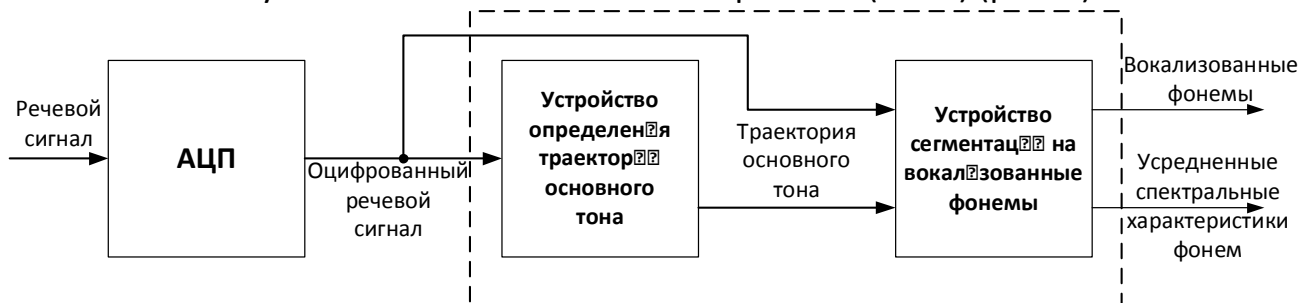 Речевой
сигнал
АЦП
Оцифрованный
речевой
сигнал
Устройство
основного
тона
Траектория
основного
тона
Устройство
на
фонемы
Вокализованные
фонемы
Усредненные
спектральные
характеристики
фонем